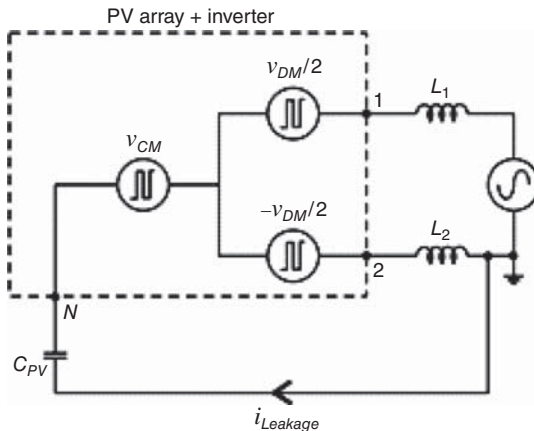 PV array + inverter
v_DM/2
1
L_1
v_CM
−v_DM/2
2
L_2
N
C_PV
i_Leakage